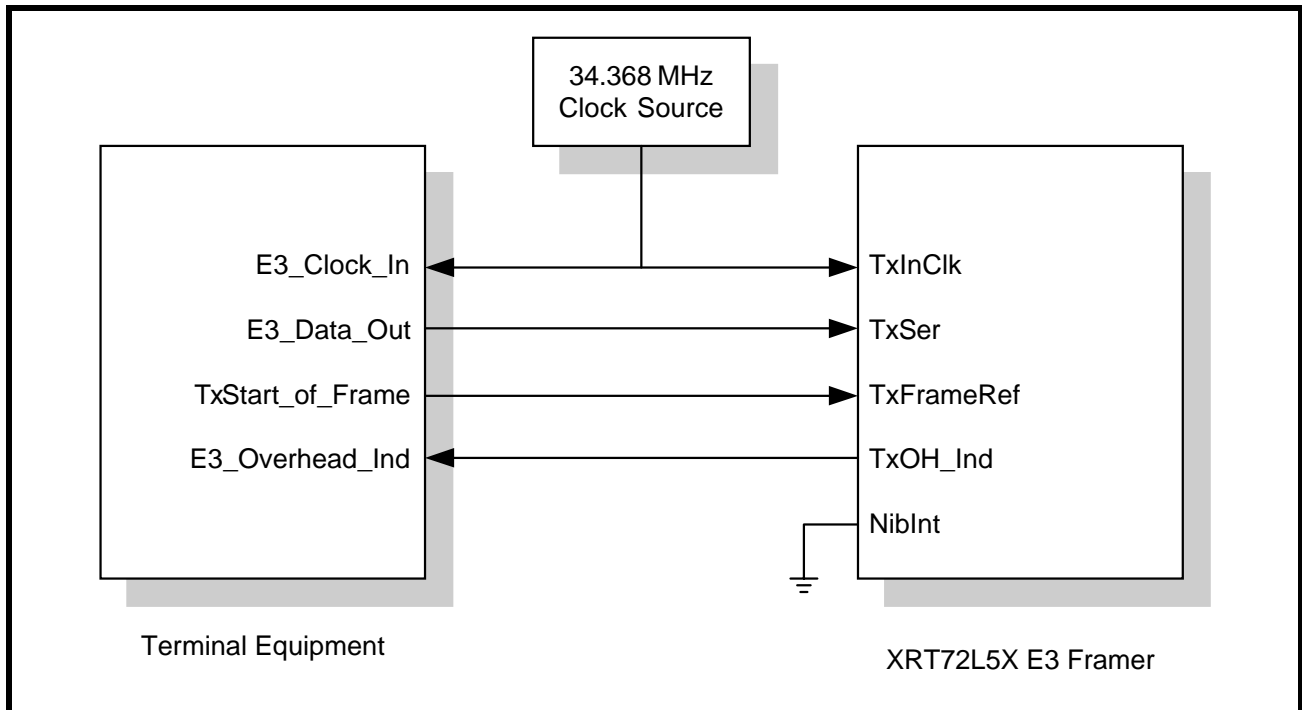 34.368 MHz
Clock Source
E3_Clock_In
TxInClk
E3_Data_Out
TxSer
TxStart_of_Frame
TxFrameRef
E3_Overhead_Ind
TxOH_Ind
NibInt
Terminal Equipment
XRT72L5X E3 Framer